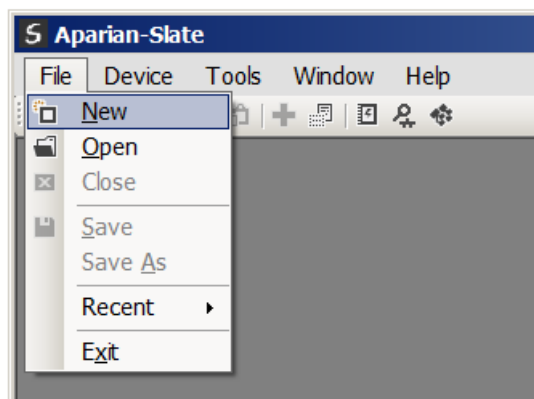 S Aparian-Slate
File Device Tools Window Help
New
Open
Close
Save
Save As
Recent
Exit